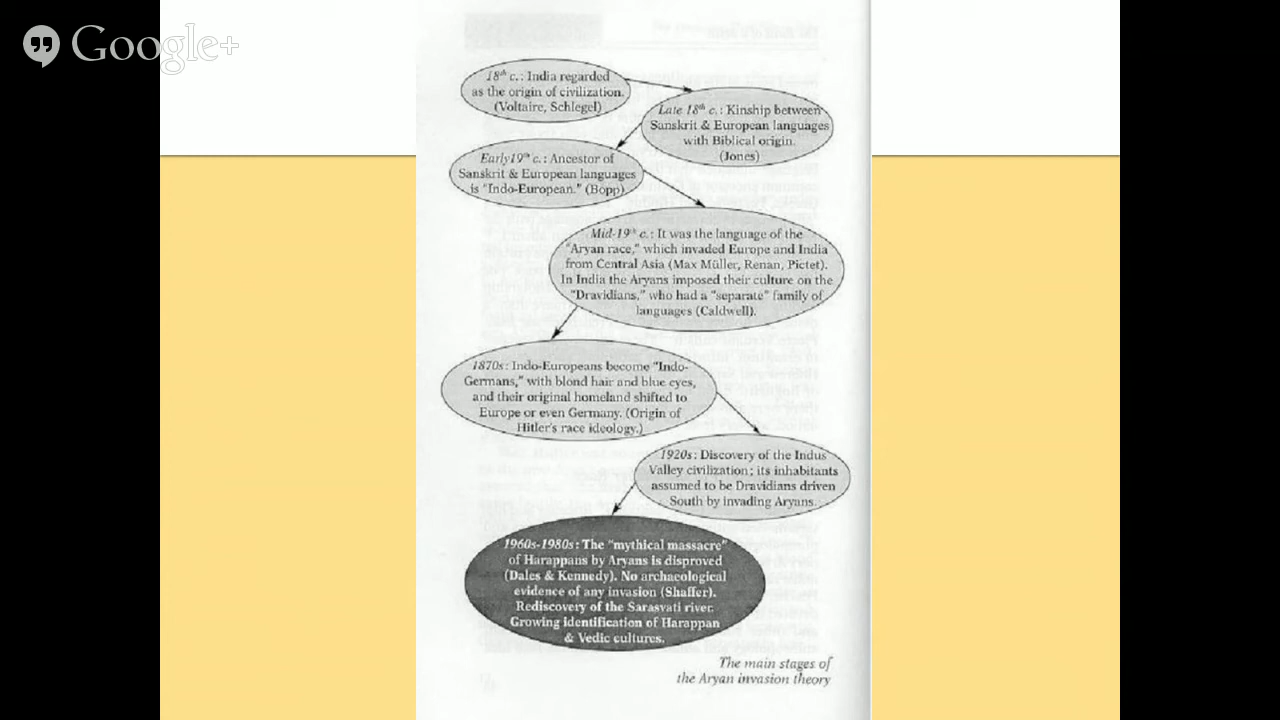 Google+
18th c.: India regarded
as the origin of civilization.
(Voltaire, Schlegel)
Late 18th c.: Kinship between
Sanskrit & European languages
with Biblical origin.
(Jones)
Early 19th c.: Ancestor of
Sanskrit & European languages
is "Indo-European." (Bopp)
Mid-19th c.: It was the language of the
"Aryan race," which invaded Europe and India
from Central Asia (Max Müller, Renan, Pictet).
In India the Aryans imposed their culture on the
"Dravidians," who had a "separate" family of
languages (Caldwell).
1870s: Indo-Europeans become "Indo-
Germans," with blond hair and blue eyes,
and their original homeland shifted to
Europe or even Germany. (Origin of
Hitler's race ideology.)
1920s: Discovery of the Indus
Valley civilization; its inhabitants
assumed to be Dravidians driven
South by invading Aryans.
1960s-1980s: The "mythical massacre"
of Harappans by Aryans is disproved
(Dales & Kennedy). No archaeological
evidence of any invasion (Shaffer).
Rediscovery of the Sarasvati river.
Growing identification of Harappan
& Vedic cultures.
The main stages of
the Aryan invasion theory